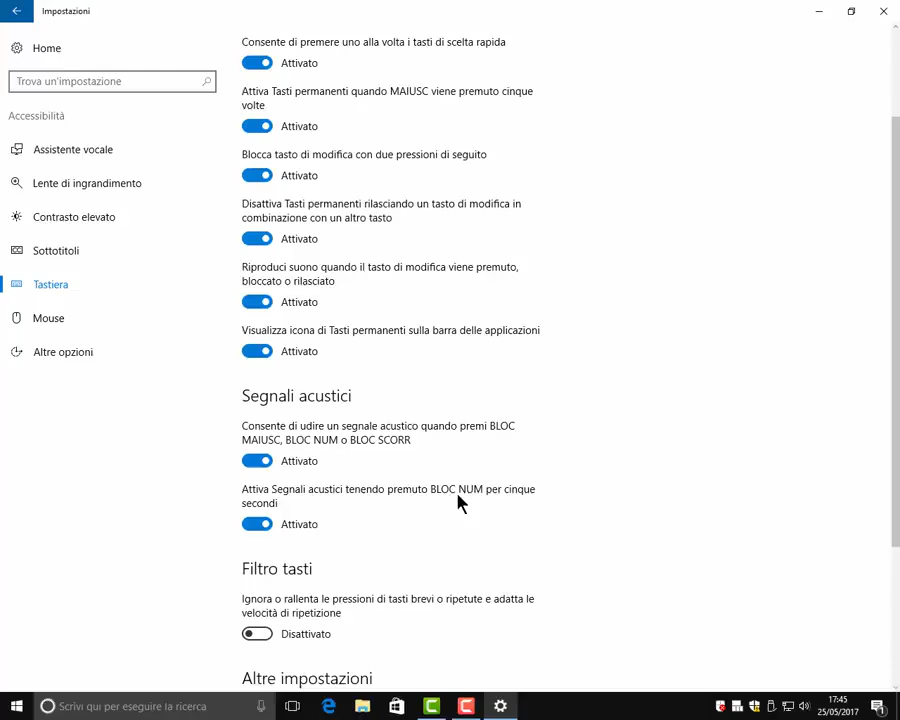 Impostazioni
Home
Trova un'impostazione
Accessibilità
Assistente vocale
Lente di ingrandimento
Contrasto elevato
Sottotitoli
Tastiera
Mouse
Altre opzioni
Consente di premere uno alla volta i tasti di scelta rapida
Attivato
Attiva Tasti permanenti quando MAIUSC viene premuto cinque
volte
Attivato
Blocca tasto di modifica con due pressioni di seguito
Attivato
Disattiva Tasti permanenti rilasciando un tasto di modifica in
combinazione con un altro tasto
Attivato
Riproduci suono quando il tasto di modifica viene premuto,
bloccato o rilasciato
Attivato
Visualizza icona di Tasti permanenti sulla barra delle applicazioni
Attivato
Segnali acustici
Consente di udire un segnale acustico quando premi BLOC
MAIUSC, BLOC NUM o BLOC SCORR
Attivato
Attiva Segnali acustici tenendo premuto BLOC NUM per cinque
secondi
Attivato
Filtro tasti
Ignora o rallenta le pressioni di tasti brevi o ripetute e adatta le
velocità di ripetizione
Disattivato
Altre impostazioni
Scrivi qui per eseguire la ricerca
17:45
25/05/2017
1